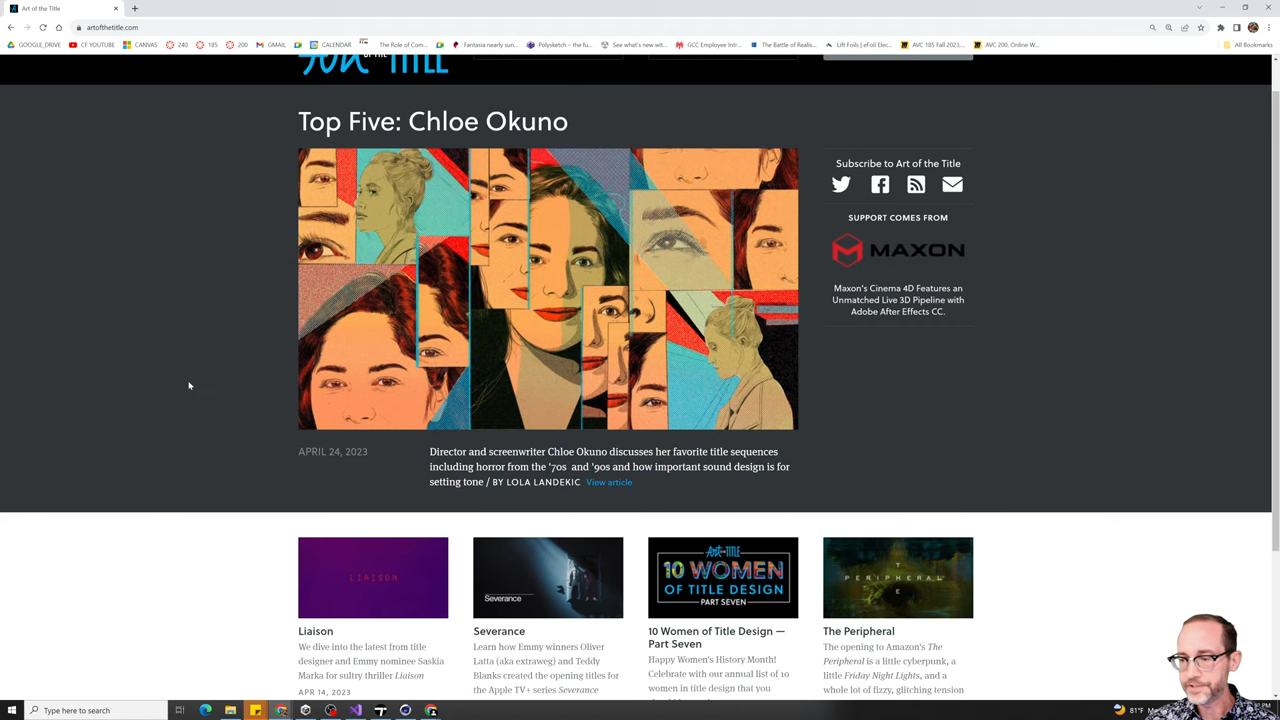 Art of the Title
artofthetitle.com
GOOGLE_DRIVE
CF YOUTUBE
CANVAS
240
185
200
GMAIL
CALENDAR
The Role of Com...
Fantasia nearly sun...
Polysketch – the fu...
See what's new wit...
GCC Employee Intr...
The Battle of Realis...
Lift Foils | eFoil Elec...
AVC 185 Fall 2023,...
AVC 200, Online W...
All Bookmarks
Art OF THE TITLE
Top Five: Chloe Okuno
Subscribe to Art of the Title
SUPPORT COMES FROM
MAXON
Maxon's Cinema 4D Features an
Unmatched Live 3D Pipeline with
Adobe After Effects CC.
APRIL 24, 2023
Director and screenwriter Chloe Okuno discusses her favorite title sequences
including horror from the '70s and '90s and how important sound design is for
setting tone / BY LOLA LANDEKIC View article
LIAISON
Severance
Art OF THE TITLE
10 WOMEN
OF TITLE DESIGN
PART SEVEN
T
PERIPHERAL
E
Liaison
We dive into the latest from title
designer and Emmy nominee Saskia
Marka for sultry thriller Liaison
APR 14, 2023
Severance
Learn how Emmy winners Oliver
Latta (aka extraweg) and Teddy
Blanks created the opening titles for
the Apple TV+ series Severance
10 Women of Title Design —
Part Seven
Happy Women's History Month!
Celebrate with our annual list of 10
women in title design that you
The Peripheral
The opening to Amazon's The
Peripheral is a little cyberpunk, a
little Friday Night Lights, and a
whole lot of fizzy, glitching tension
Type here to search
81°F
PM